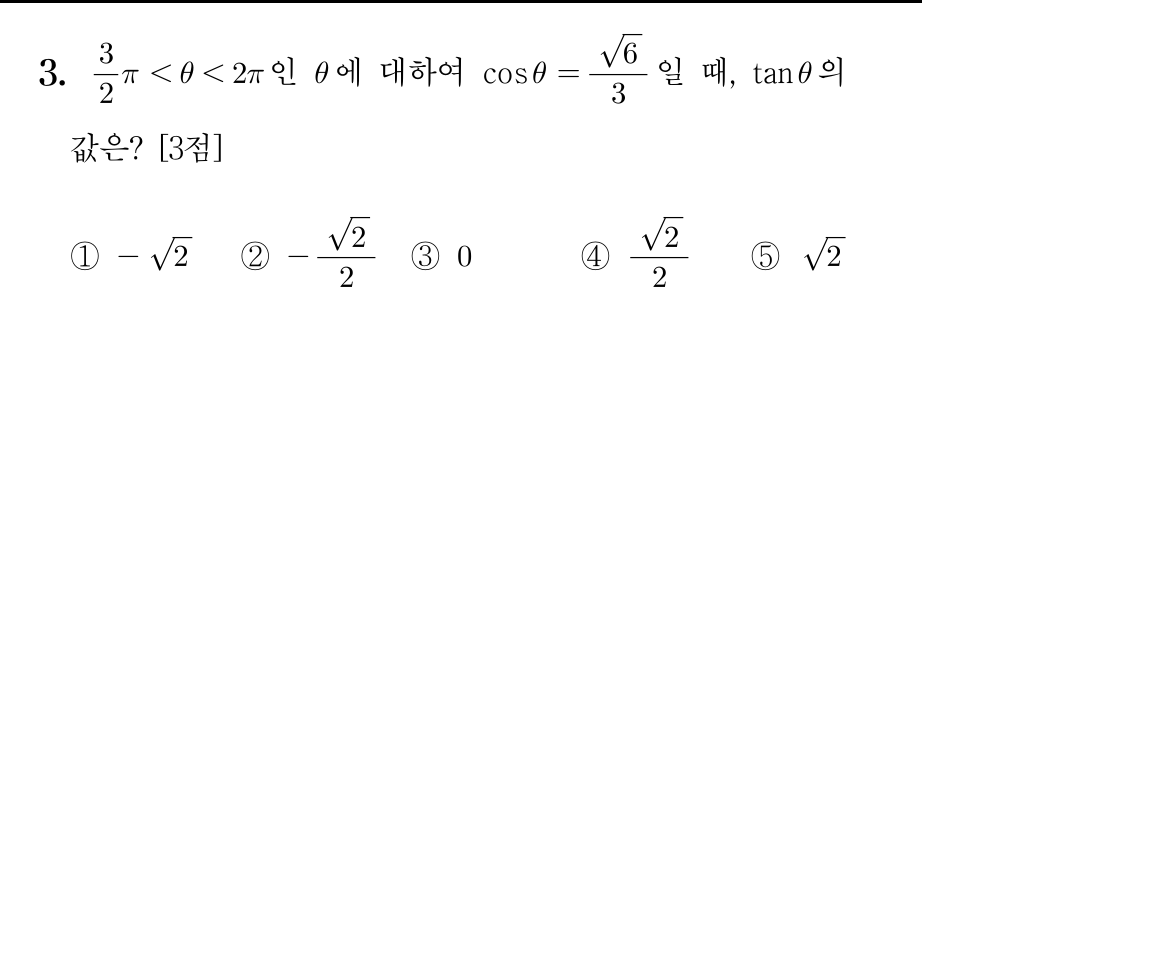 3. $\frac{3}{2}\pi < \theta < 2\pi$인 $\theta$에 대하여 $\cos\theta = \frac{\sqrt{6}}{3}$일 때, $\tan\theta$의
값은? [3점]
① $-\sqrt{2}$ ② $-\frac{\sqrt{2}}{2}$ ③ 0 ④ $\frac{\sqrt{2}}{2}$ ⑤ $\sqrt{2}$